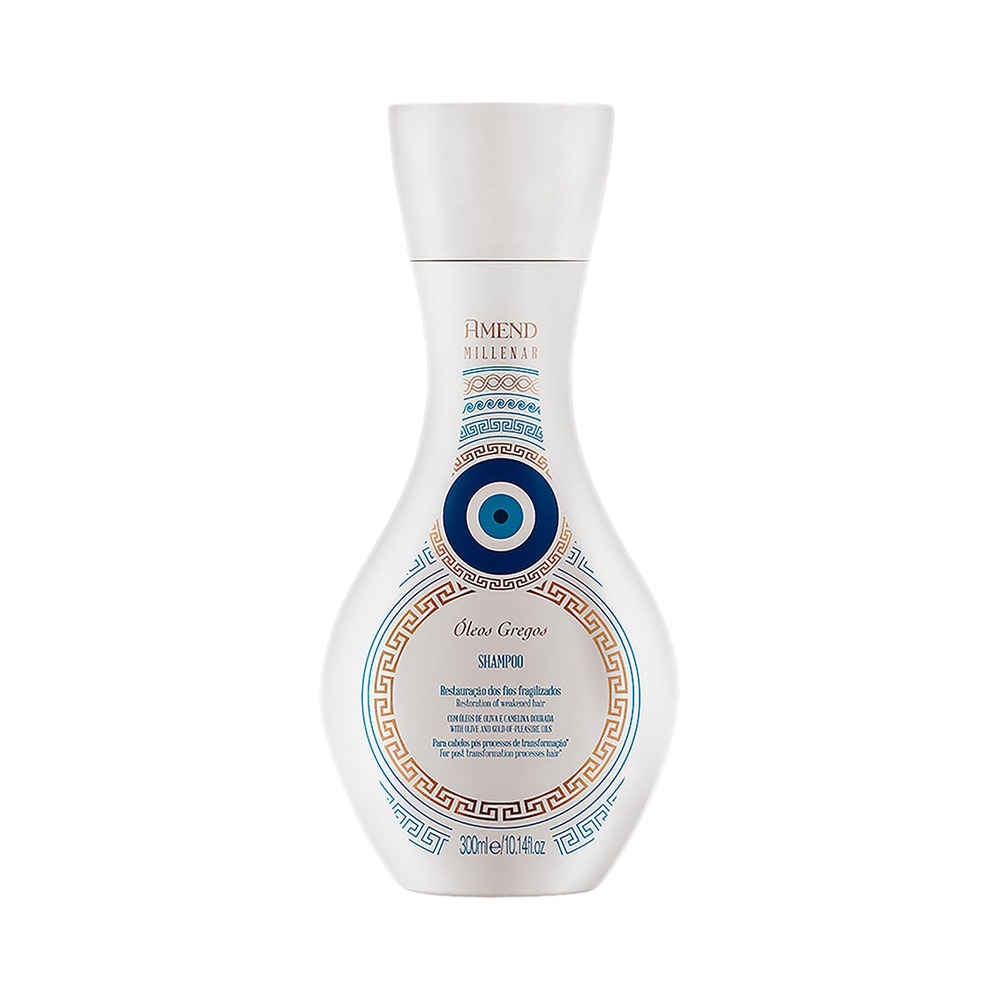 AMEND
MILLENAR
Óleos Gregos
SHAMPOO
Restauração dos fios fragilizados
Restoration of weakened hair
COM ÓLEOS DE OLIVA E CAMELINA DOURADA
WITH OLIVE AND GOLD-OF-PLEASURE OILS
Para cabelos pós processos de transformação*
For post transformation processes hair*
300ml℮/10.14fl.oz